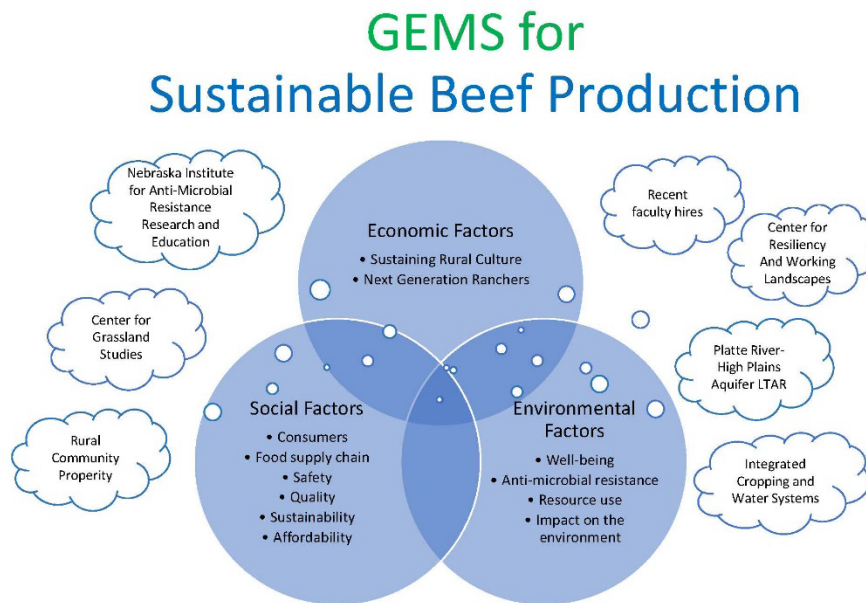 GEMS for
Sustainable Beef Production
Nebraska Institute
for Anti-Microbial
Resistance
Research and
Education
Center for
Grassland
Studies
Rural
Community
Properity
Economic Factors
• Sustaining Rural Culture
• Next Generation Ranchers
Social Factors
• Consumers
• Food supply chain
• Safety
• Quality
• Sustainability
• Affordability
Environmental
Factors
• Well-being
• Anti-microbial resistance
• Resource use
• Impact on the
environment
Recent
faculty hires
Center for
Resiliency
And Working
Landscapes
Platte River-
High Plains
Aquifer LTAR
Integrated
Cropping and
Water Systems